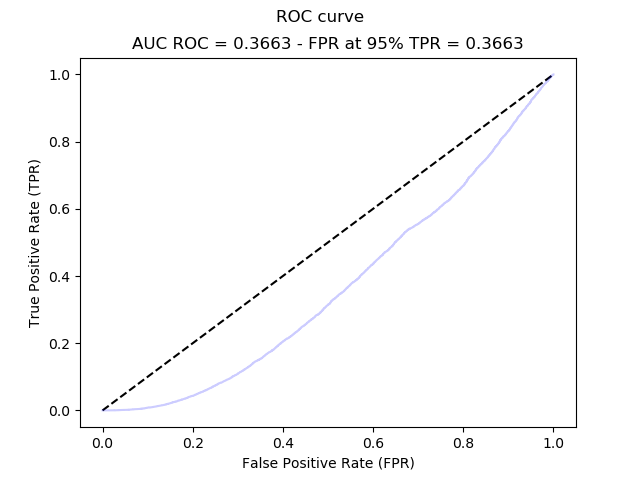 ROC curve
AUC ROC = 0.3663 - FPR at 95% TPR = 0.3663
1.0
0.8
0.6
0.4
0.2
0.0
True Positive Rate (TPR)
0.0 0.2 0.4 0.6 0.8 1.0
False Positive Rate (FPR)